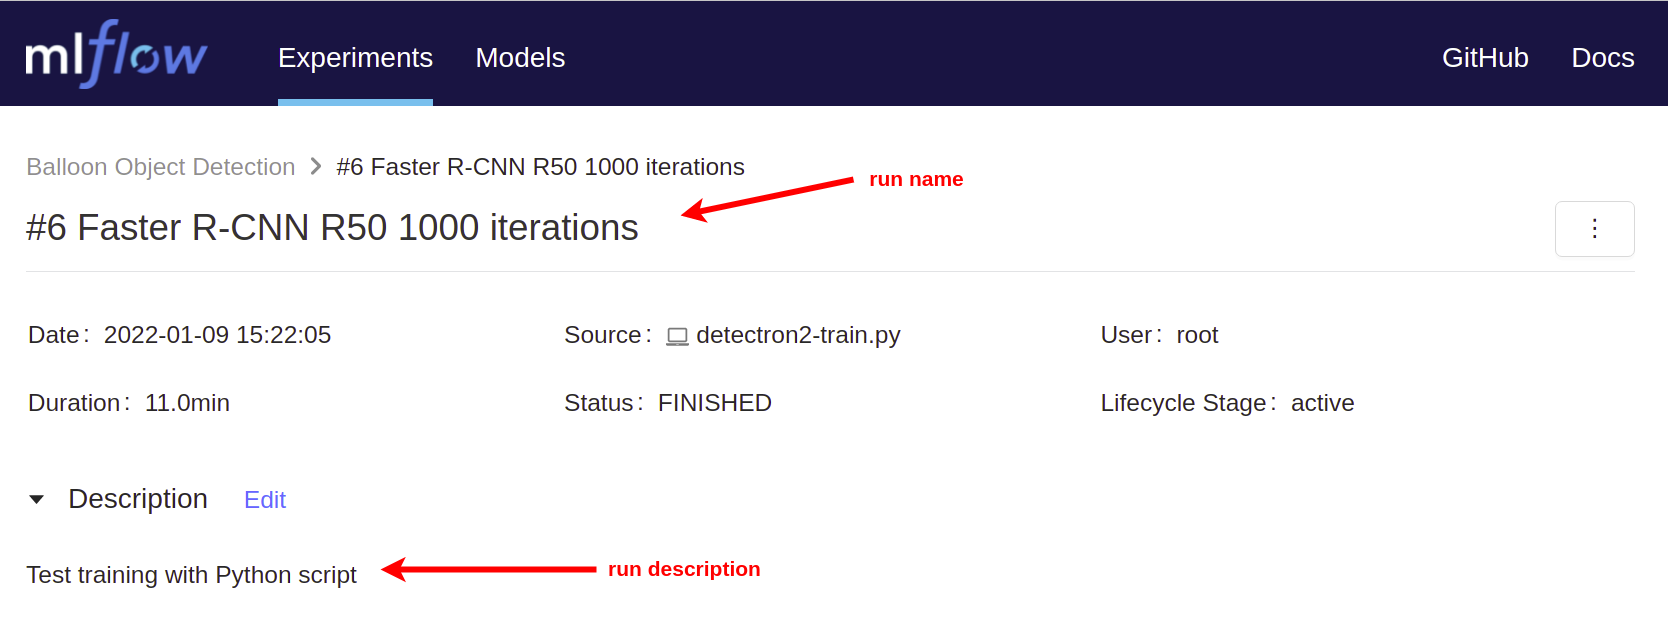 mlflow Experiments Models GitHub Docs
Balloon Object Detection > #6 Faster R-CNN R50 1000 iterations
run name
#6 Faster R-CNN R50 1000 iterations
Date: 2022-01-09 15:22:05 Source: detectron2-train.py User: root
Duration: 11.0min Status: FINISHED Lifecycle Stage: active
Description Edit
Test training with Python script run description